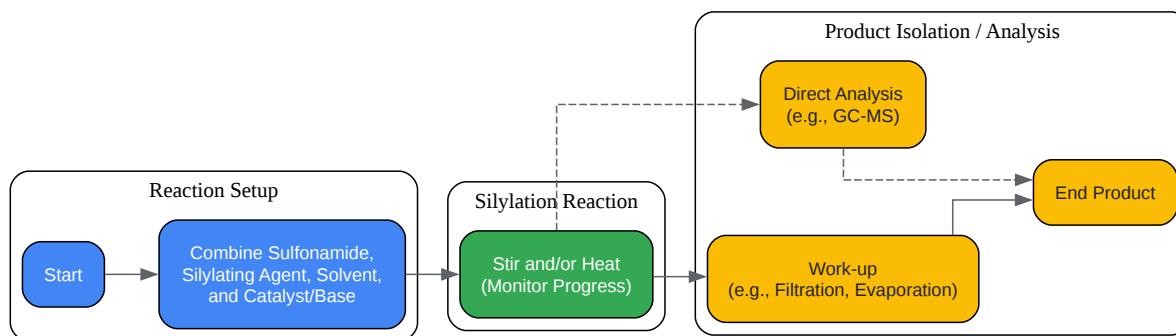 Reaction Setup
Start
Combine Sulfonamide,
Silylating Agent, Solvent,
and Catalyst/Base
Silylation Reaction
Stir and/or Heat
(Monitor Progress)
Product Isolation / Analysis
Direct Analysis
(e.g., GC-MS)
Work-up
(e.g., Filtration, Evaporation)
End Product